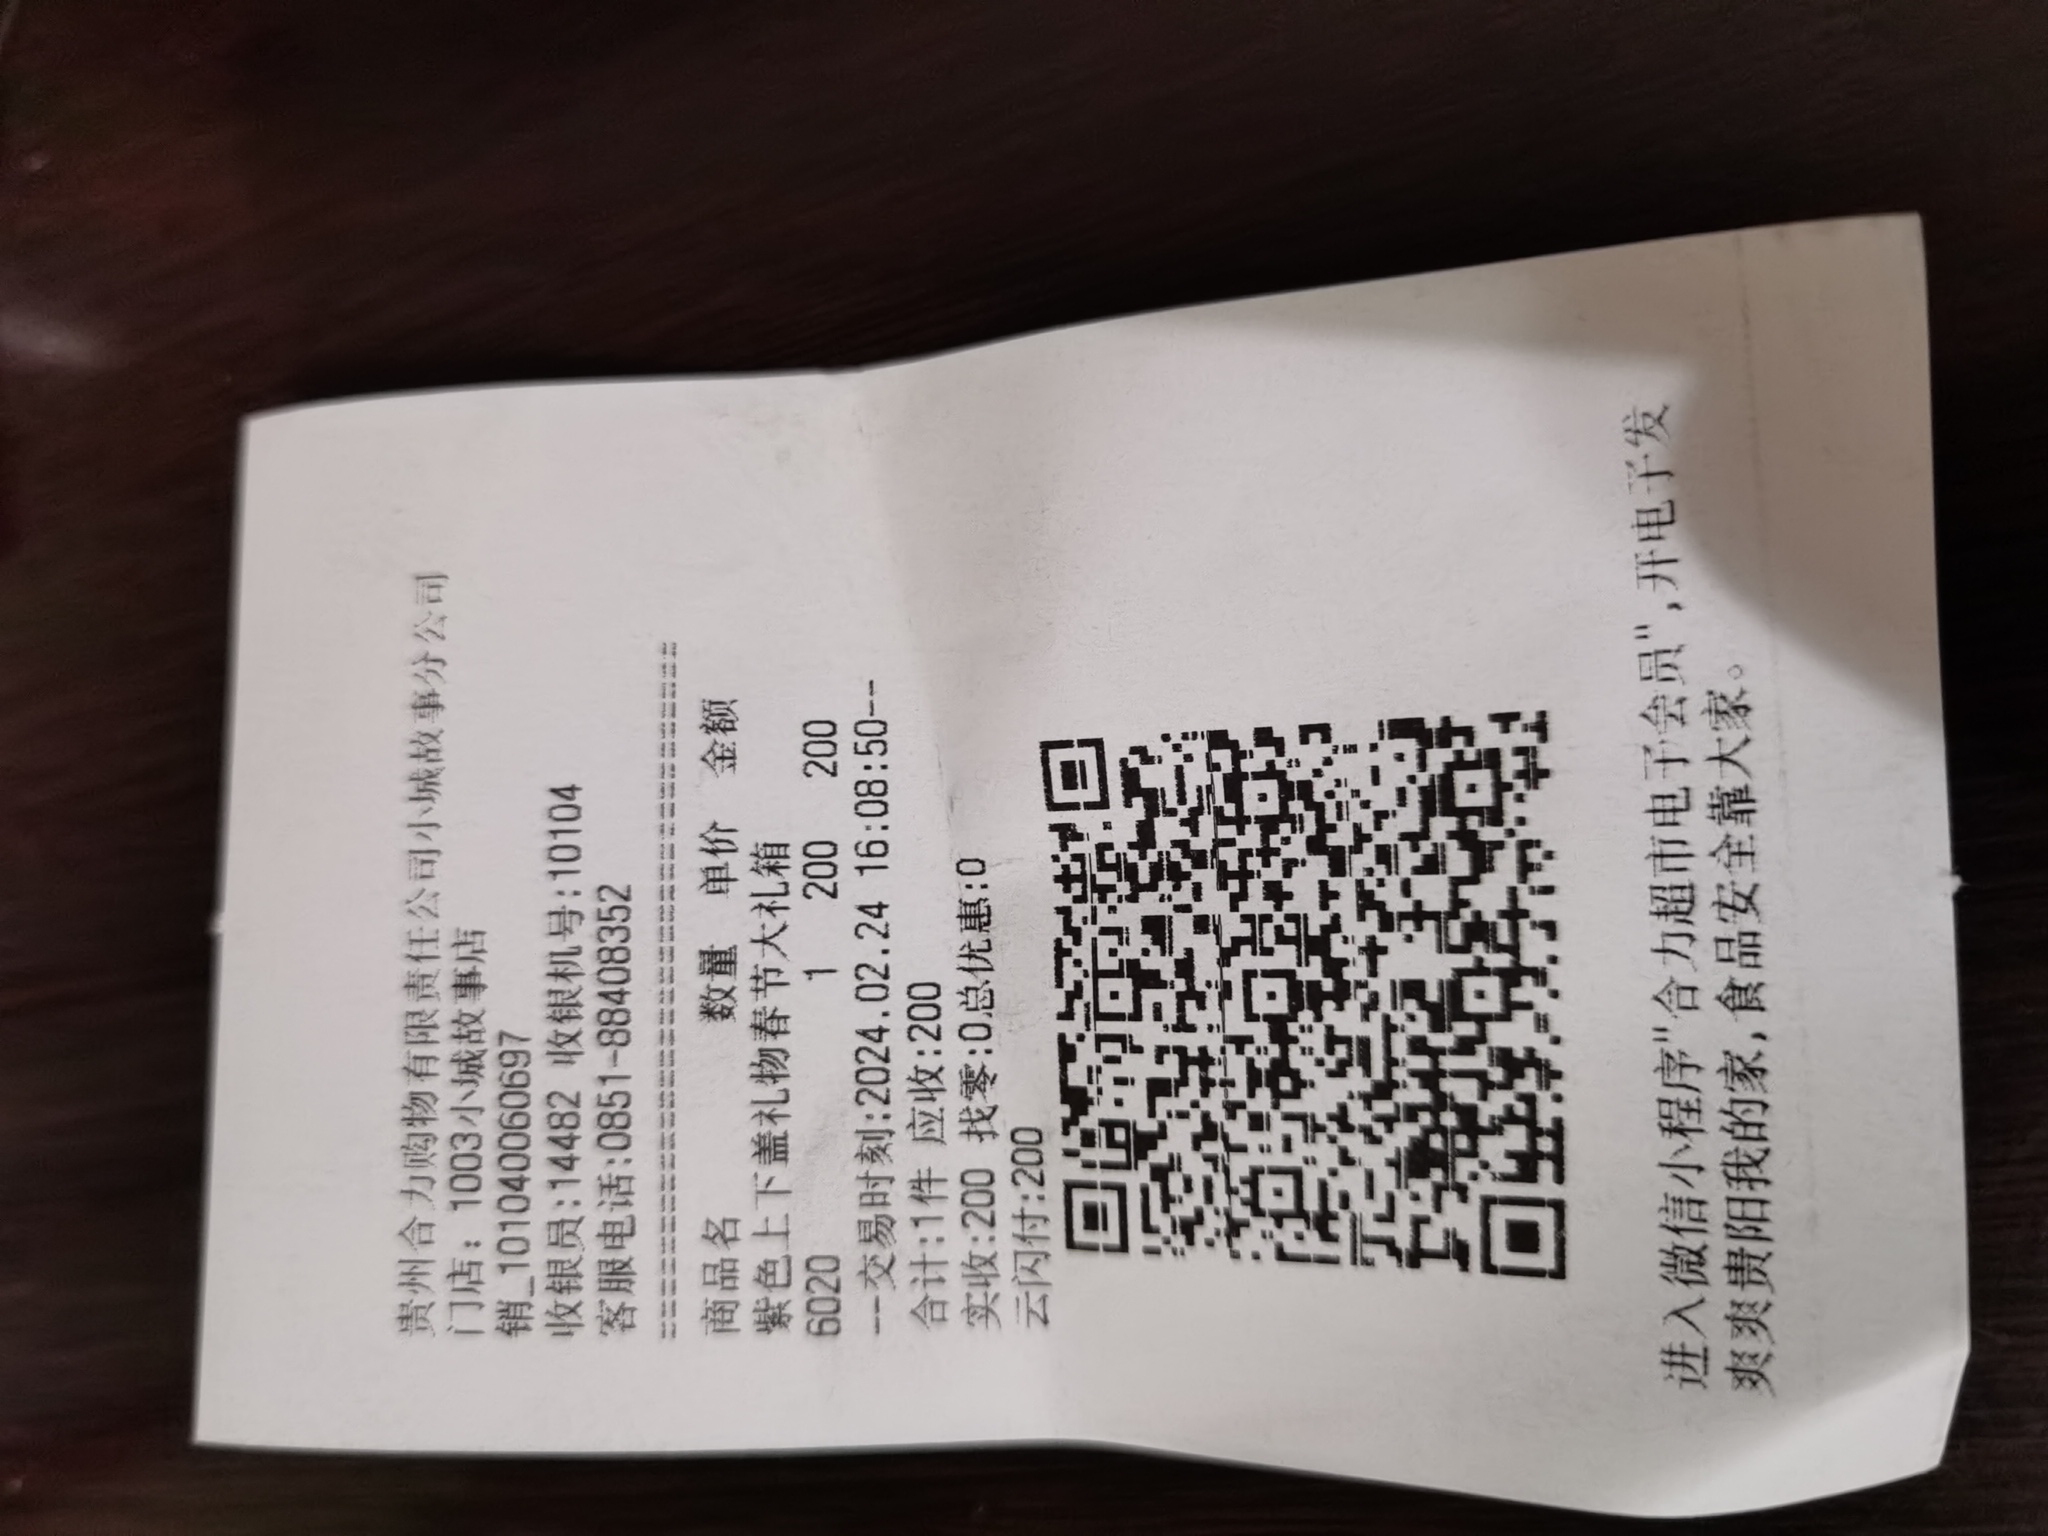 贵州合力购物有限责任公司小城故事分公司
门店: 1003小城故事店
销_1010400060697
收银员:14482 收银机号:10104
客服电话:0851-88408352
================================
商品名 数量 单价 金额
紫色上下盖礼物春节大礼箱
6020 1 200 200
--交易时刻:2024.02.24 16:08:50--
合计:1件 应收:200
实收:200 找零:0总优惠:0
云闪付:200
进入微信小程序"合力超市电子会员",开电子发
爽爽贵阳我的家,食品安全靠大家。